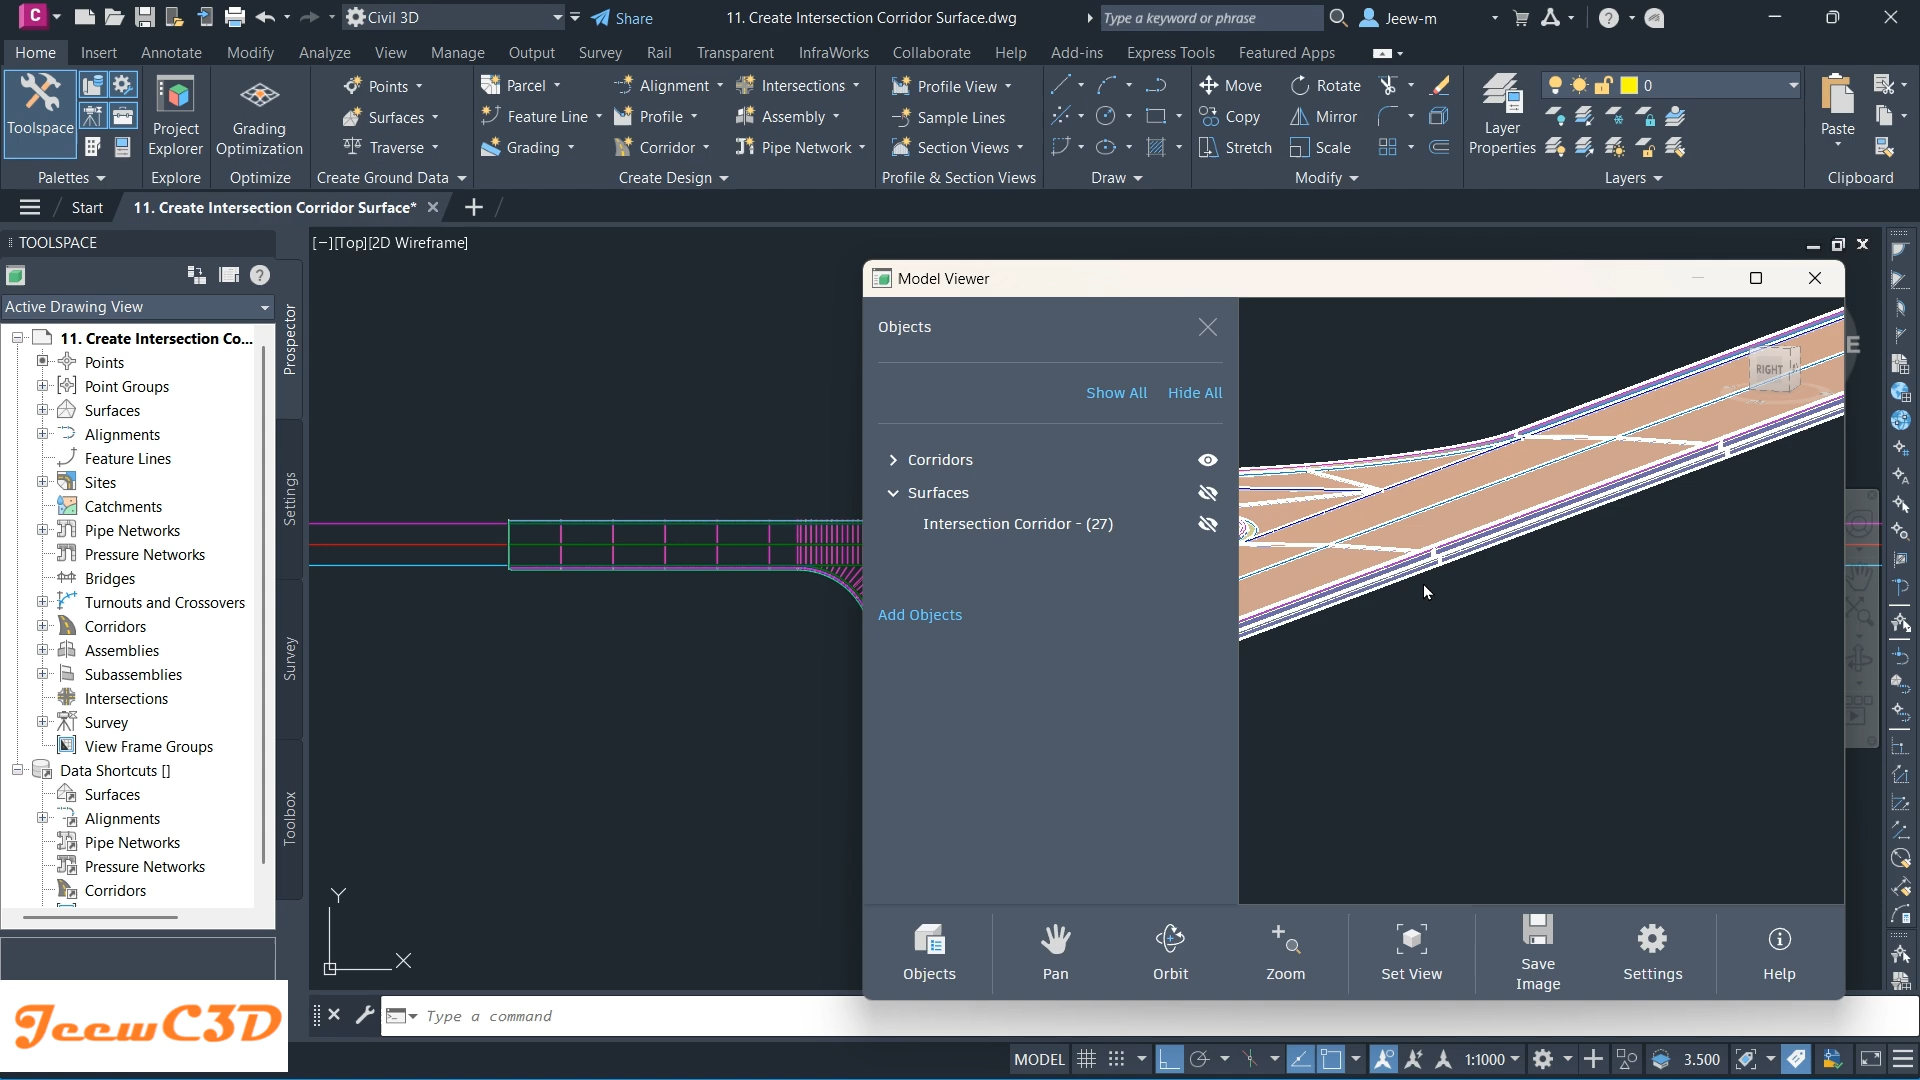 C
Civil 3D
Share
11. Create Intersection Corridor Surface.dwg
Type a keyword or phrase
Jeew-m
Home Insert Annotate Modify Analyze View Manage Output Survey Rail Transparent InfraWorks Collaborate Help Add-ins Express Tools Featured Apps
Toolspace
Palettes
Project Explorer
Explore
Grading Optimization
Optimize
Points
Surfaces
Traverse
Create Ground Data
Parcel
Feature Line
Grading
Alignment
Profile
Corridor
Intersections
Assembly
Pipe Network
Create Design
Profile View
Sample Lines
Section Views
Profile & Section Views
Draw
Move
Copy
Stretch
Rotate
Mirror
Scale
Modify
Layer Properties
0
Layers
Paste
Clipboard
Start
11. Create Intersection Corridor Surface*
TOOLSPACE
Active Drawing View
11. Create Intersection Co...
Points
Point Groups
Surfaces
Alignments
Feature Lines
Sites
Catchments
Pipe Networks
Pressure Networks
Bridges
Turnouts and Crossovers
Corridors
Assemblies
Subassemblies
Intersections
Survey
View Frame Groups
Data Shortcuts []
Surfaces
Alignments
Pipe Networks
Pressure Networks
Corridors
Prospector
Settings
Survey
Toolbox
[−][Top][2D Wireframe]
Y
X
Model Viewer
Objects
Show All Hide All
Corridors
Surfaces
Intersection Corridor - (27)
Add Objects
RIGHT
E
Objects
Pan
Orbit
Zoom
Set View
Save Image
Settings
Help
Type a command
MODEL
1:1000
3.500
JeewC3D